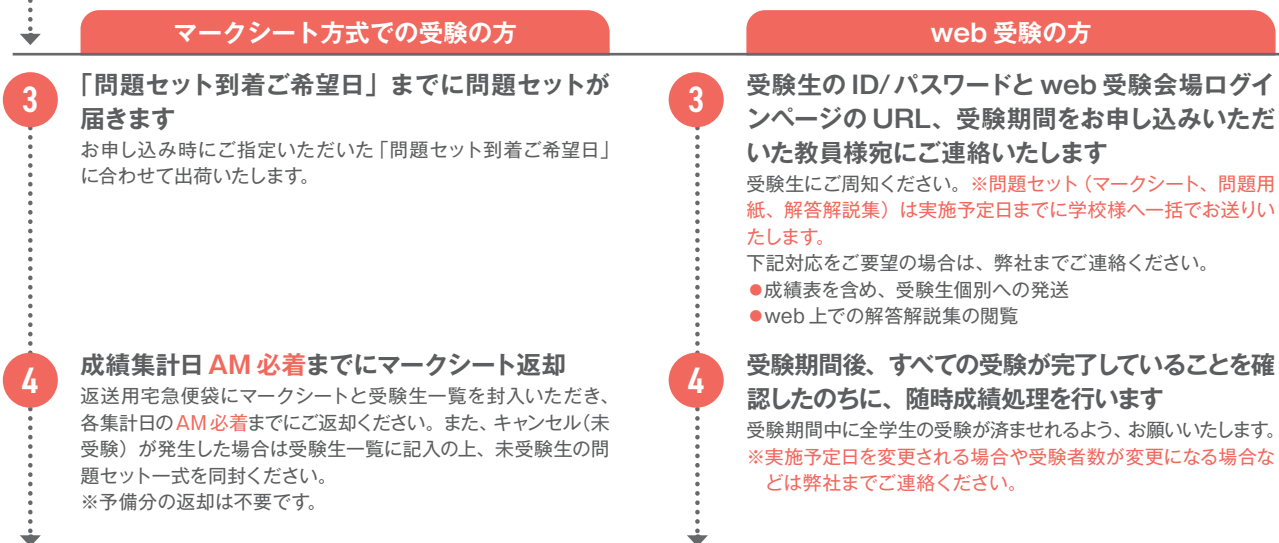 マークシート方式での受験の方
3
「問題セット到着ご希望日」までに問題セットが
届きます
お申し込み時にご指定いただいた「問題セット到着ご希望日」
に合わせて出荷いたします。
4
成績集計日 AM 必着までにマークシート返却
返送用宅急便袋にマークシートと受験生一覧を封入いただき、
各集計日のAM必着までにご返却ください。また、キャンセル(未
受験）が発生した場合は受験生一覧に記入の上、未受験生の問
題セット一式を同封ください。
※予備分の返却は不要です。
web 受験の方
3
受験生の ID/ パスワードと web 受験会場ログイ
ンページの URL、受験期間をお申し込みいただ
いた教員様宛にご連絡いたします
受験生にご周知ください。※問題セット（マークシート、問題用
紙、解答解説集）は実施予定日までに学校様へ一括でお送りい
たします。
下記対応をご要望の場合は、弊社までご連絡ください。
●成績表を含め、受験生個別への発送
●web 上での解答解説集の閲覧
4
受験期間後、すべての受験が完了していることを確
認したのちに、随時成績処理を行います
受験期間中に全学生の受験が済ませれるよう、お願いいたします。
※実施予定日を変更される場合や受験者数が変更になる場合な
どは弊社までご連絡ください。